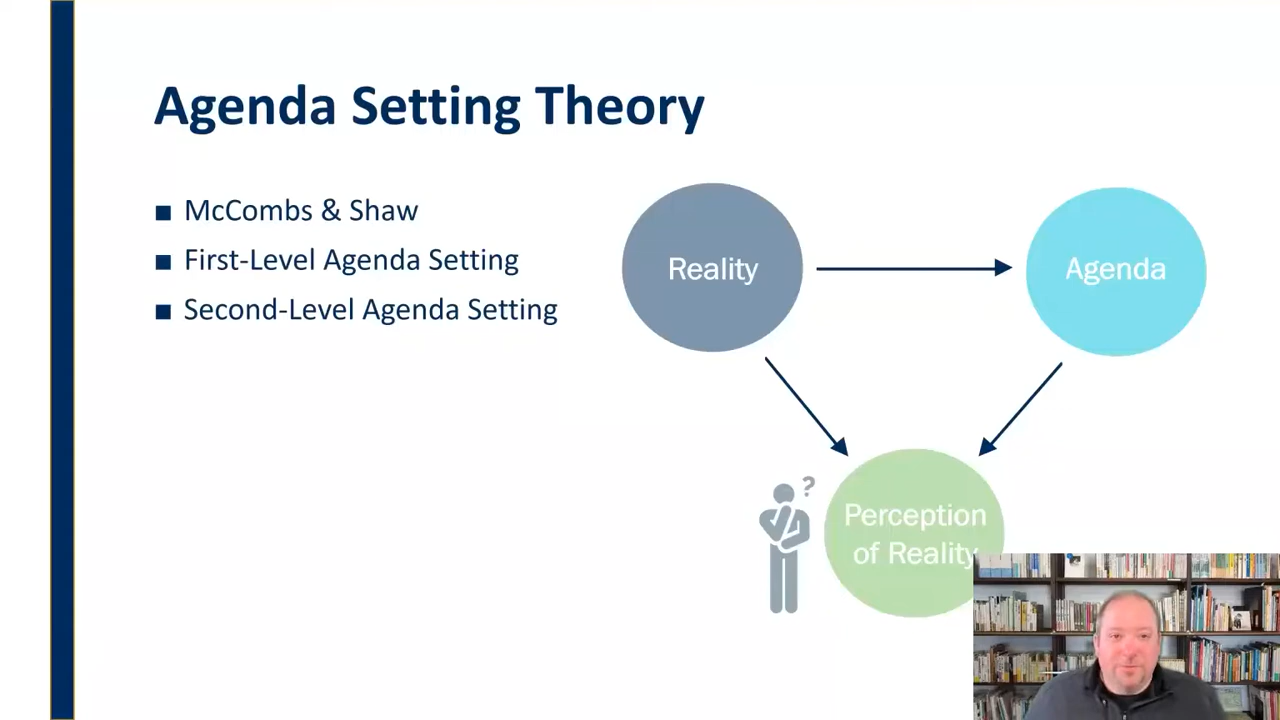 Agenda Setting Theory
McCombs & Shaw
First-Level Agenda Setting
Second-Level Agenda Setting
Reality
Agenda
?
Perception
of Reality